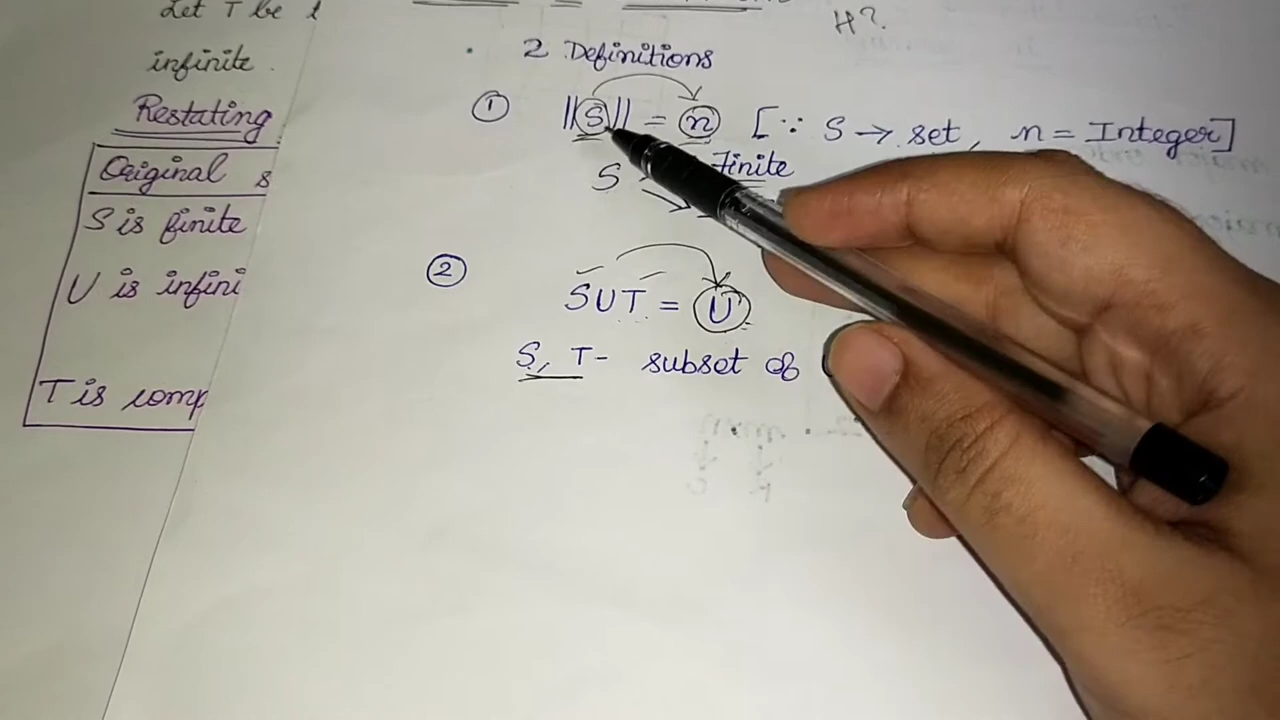 Let T be
infinite.
Restating
Original s
S is finite
U is infini
T is comp
H?
2 Definitions
① ||S|| = n [∵ S → set, n = Integer]
S Finite
② S∪T = U
S, T - subset of